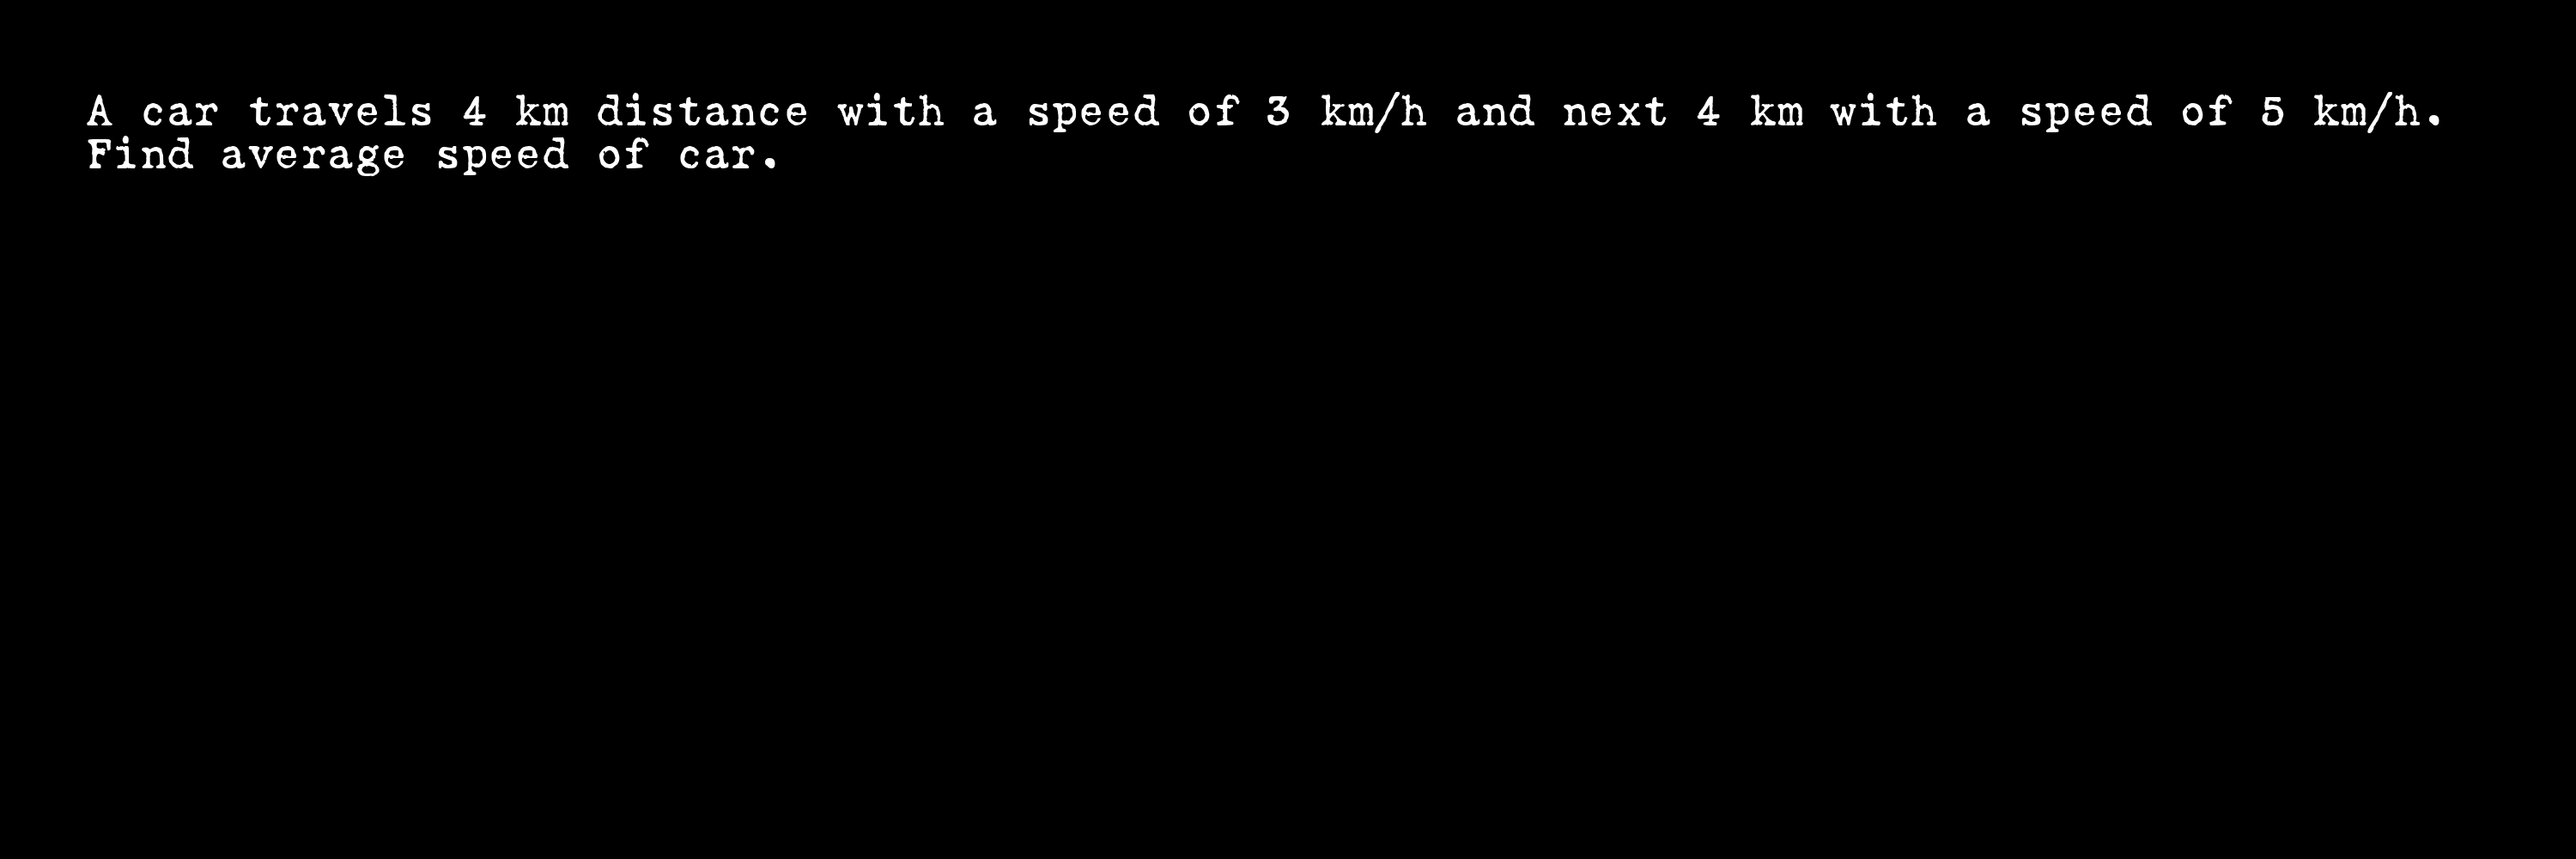 A car travels 4 km distance with a speed of 3 km/h and next 4 km with a speed of 5 km/h.
Find average speed of car.